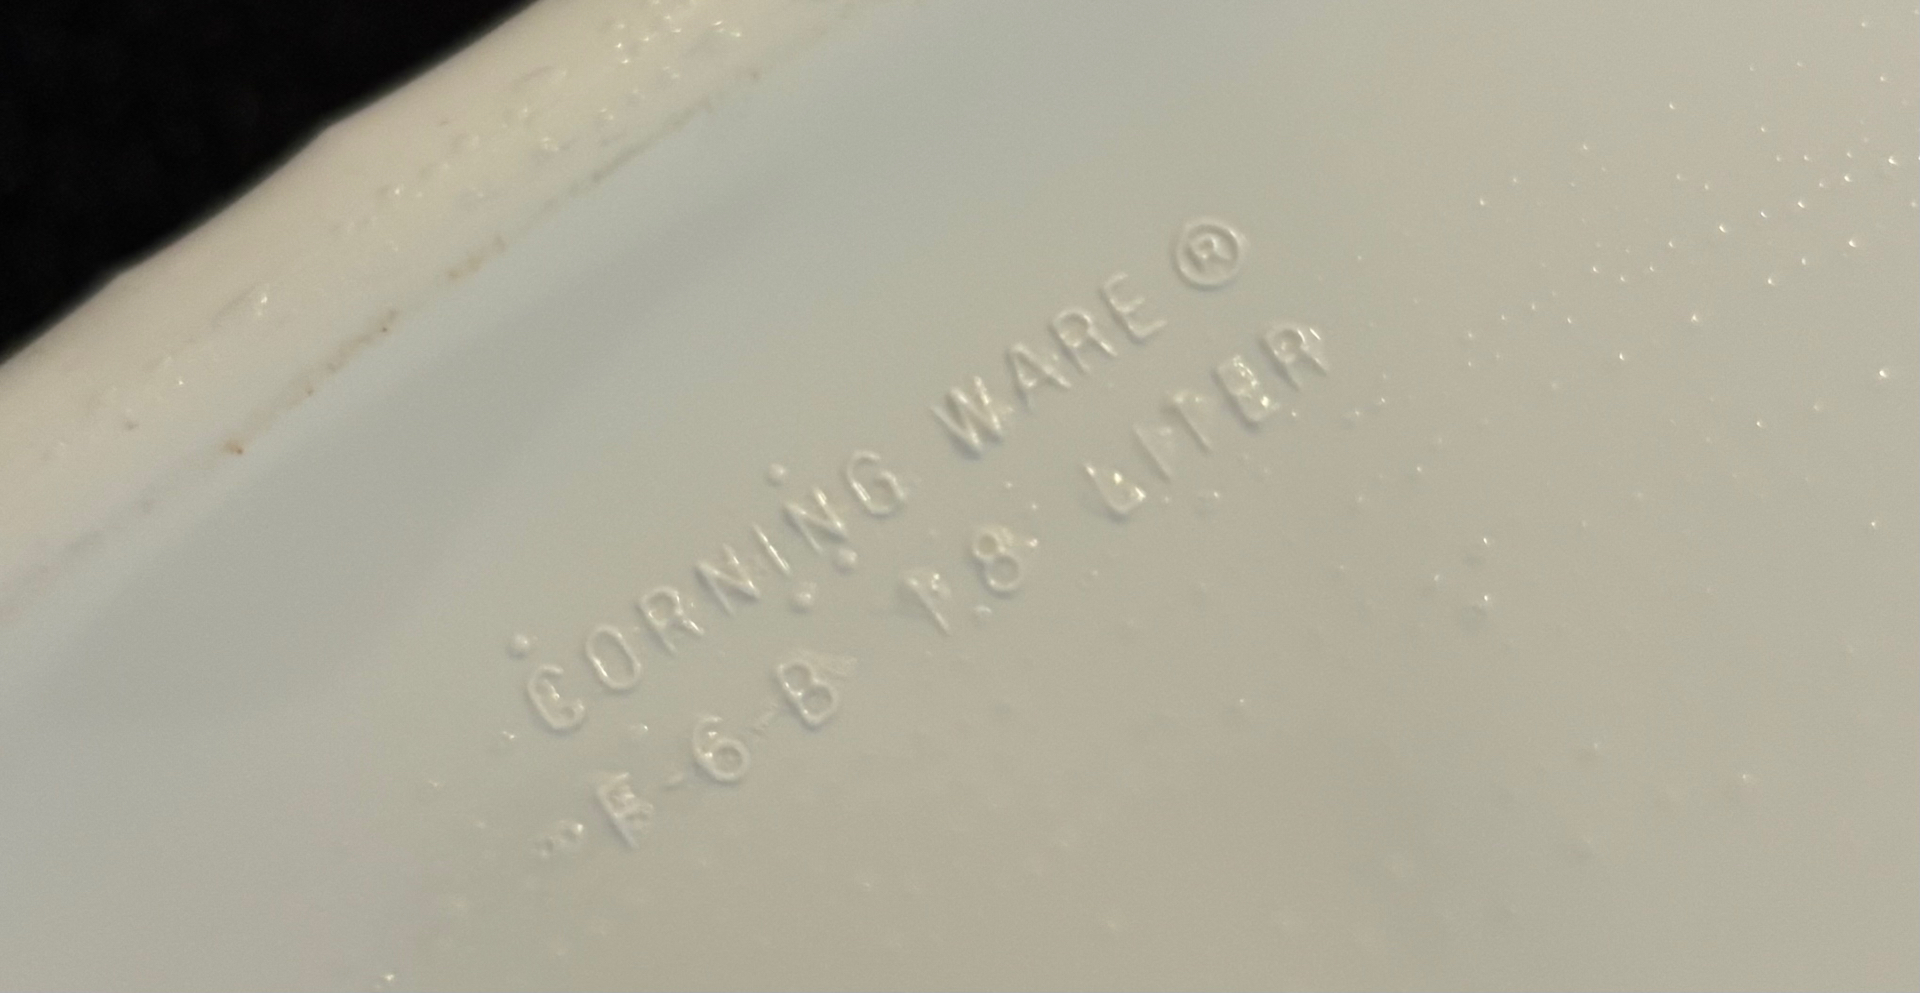 CORNING WARE ®
F-6-B 1.8 LITER